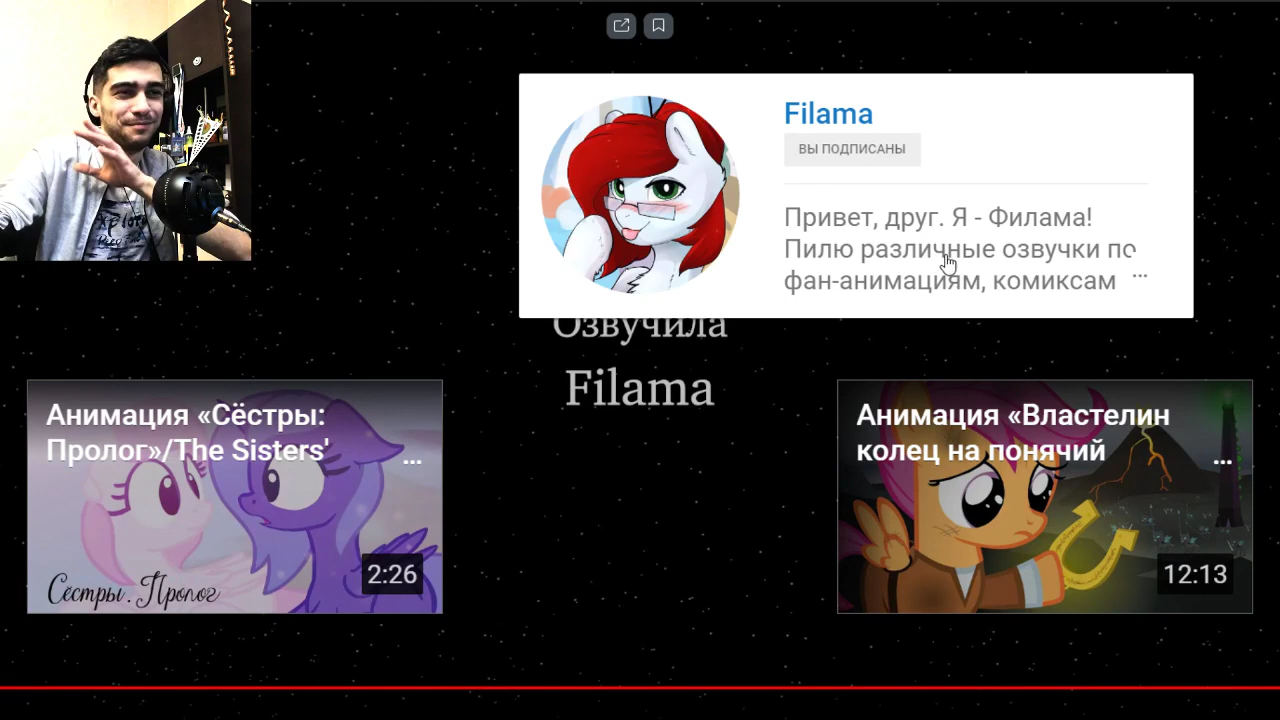 Filama
ВЫ ПОДПИСАНЫ
Привет, друг. Я - Филама!
Пилю различные озвучки по
фан-анимациям, комиксам ...
Озвучила
Filama
Анимация «Сёстры:
Пролог»/The Sisters' ...
Сёстры. Пролог
2:26
Анимация «Властелин
колец на понячий ...
12:13